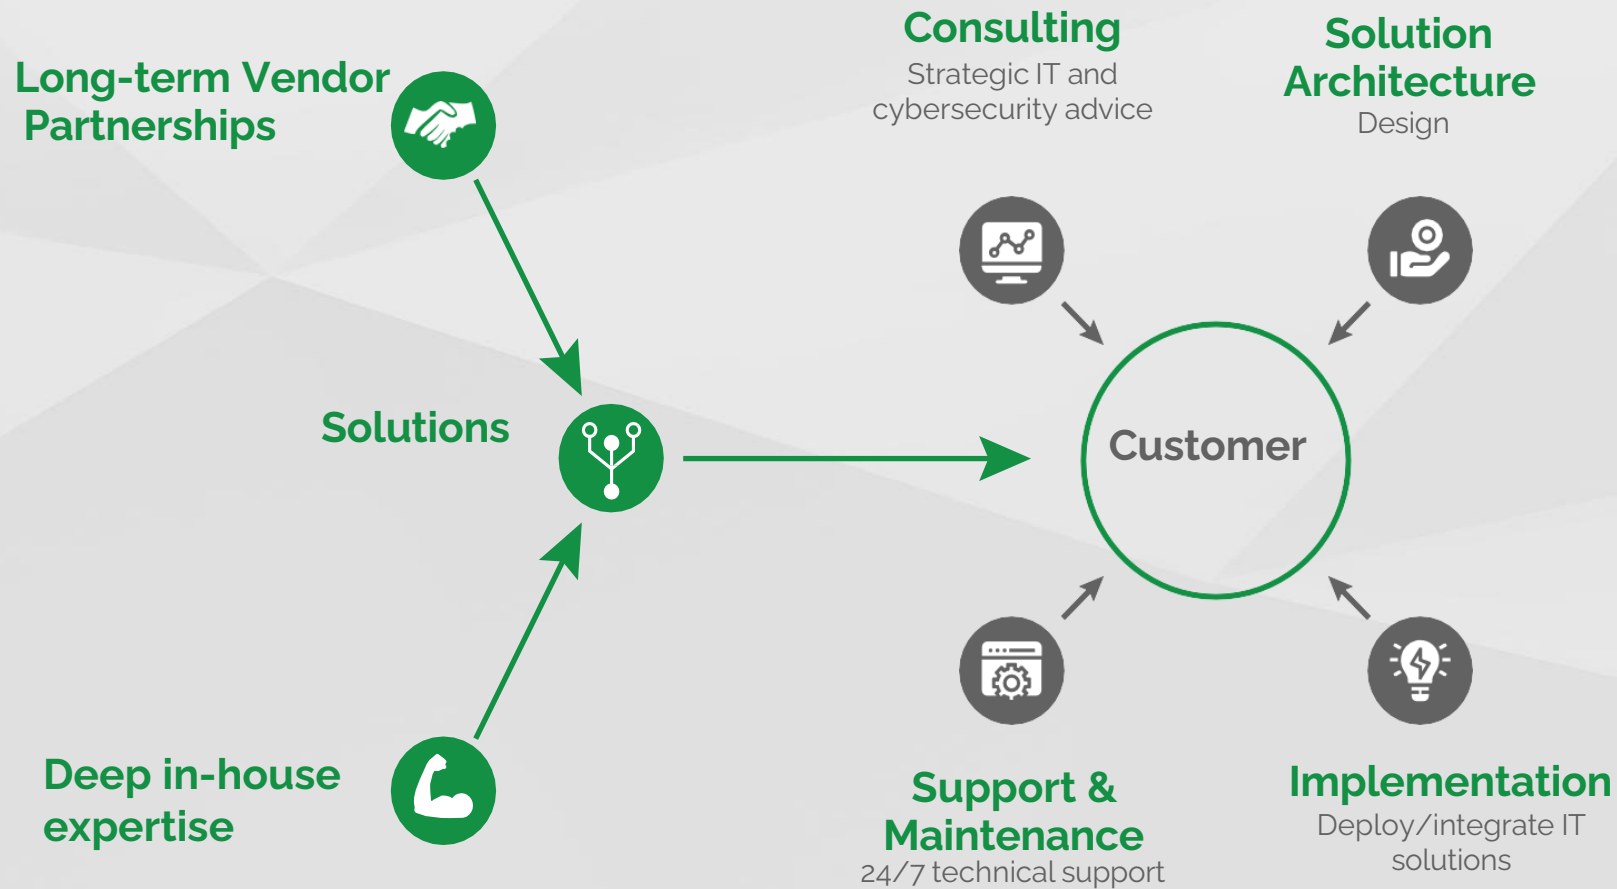 Long-term Vendor
Partnerships
Solutions
Deep in-house
expertise
Consulting
Strategic IT and
cybersecurity advice
Solution
Architecture
Design
Customer
Support &
Maintenance
24/7 technical support
Implementation
Deploy/integrate IT
solutions